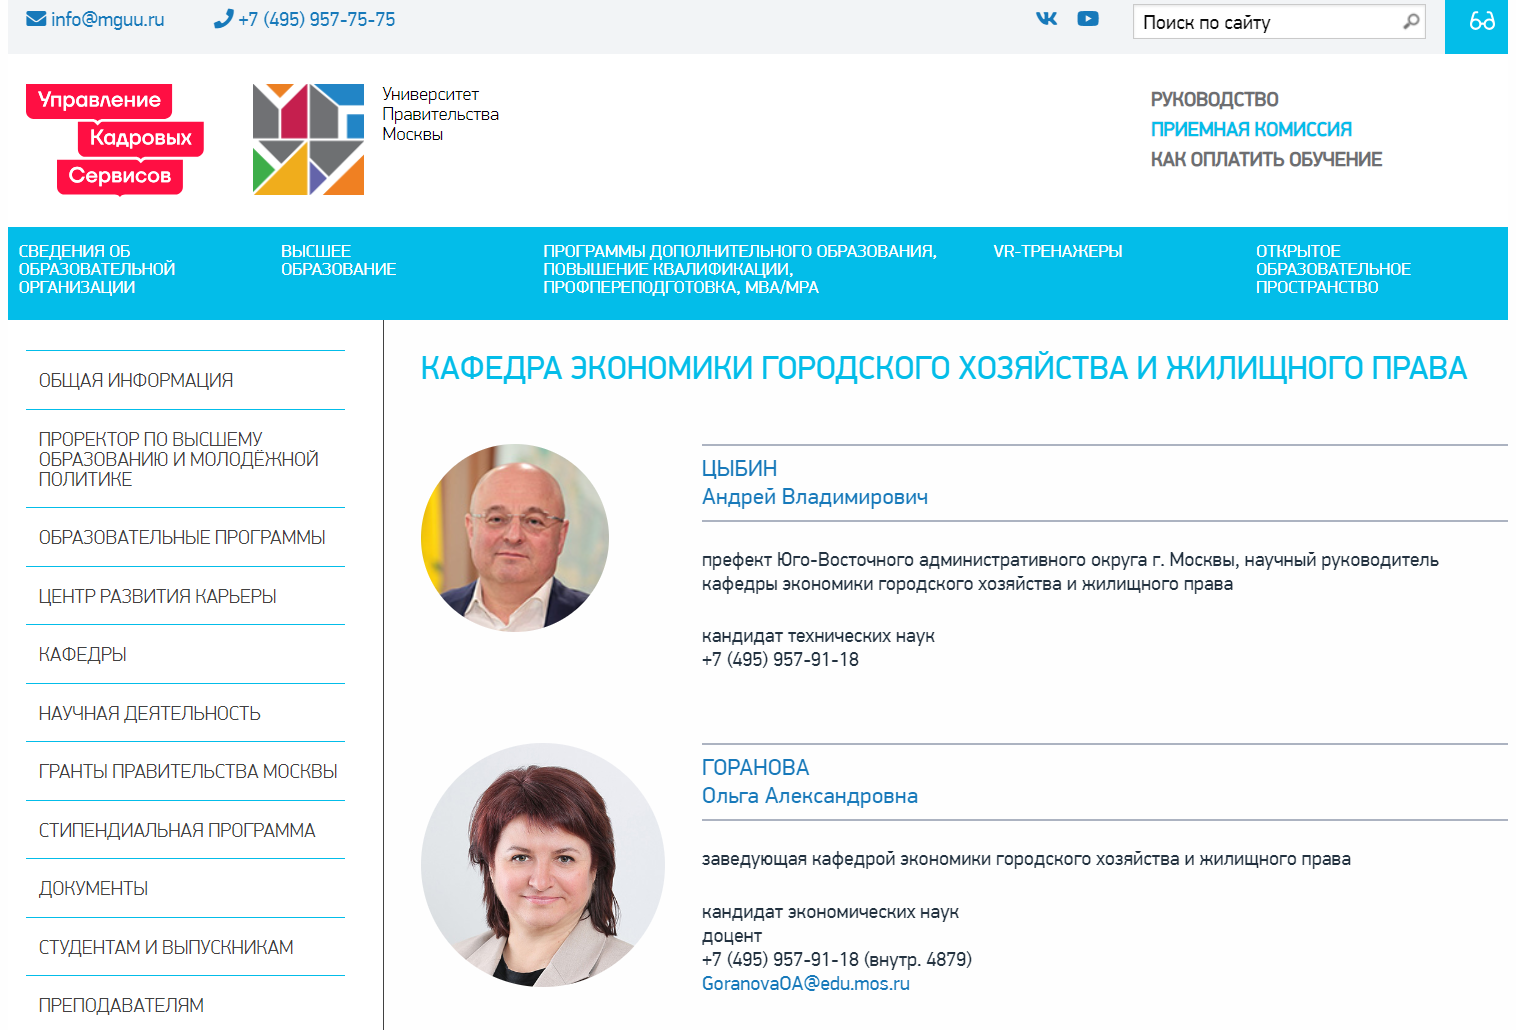 info@mguu.ru
+7 (495) 957-75-75
Поиск по сайту
Управление
Кадровых
Сервисов
Университет
Правительства
Москвы
РУКОВОДСТВО
ПРИЕМНАЯ КОМИССИЯ
КАК ОПЛАТИТЬ ОБУЧЕНИЕ
СВЕДЕНИЯ ОБ
ОБРАЗОВАТЕЛЬНОЙ
ОРГАНИЗАЦИИ
ВЫСШЕЕ
ОБРАЗОВАНИЕ
ПРОГРАММЫ ДОПОЛНИТЕЛЬНОГО ОБРАЗОВАНИЯ,
ПОВЫШЕНИЕ КВАЛИФИКАЦИИ,
ПРОФПЕРЕПОДГОТОВКА, MBA/MPA
VR-ТРЕНАЖЕРЫ
ОТКРЫТОЕ
ОБРАЗОВАТЕЛЬНОЕ
ПРОСТРАНСТВО
ОБЩАЯ ИНФОРМАЦИЯ
ПРОРЕКТОР ПО ВЫСШЕМУ
ОБРАЗОВАНИЮ И МОЛОДЁЖНОЙ
ПОЛИТИКЕ
ОБРАЗОВАТЕЛЬНЫЕ ПРОГРАММЫ
ЦЕНТР РАЗВИТИЯ КАРЬЕРЫ
КАФЕДРЫ
НАУЧНАЯ ДЕЯТЕЛЬНОСТЬ
ГРАНТЫ ПРАВИТЕЛЬСТВА МОСКВЫ
СТИПЕНДИАЛЬНАЯ ПРОГРАММА
ДОКУМЕНТЫ
СТУДЕНТАМ И ВЫПУСКНИКАМ
ПРЕПОДАВАТЕЛЯМ
КАФЕДРА ЭКОНОМИКИ ГОРОДСКОГО ХОЗЯЙСТВА И ЖИЛИЩНОГО ПРАВА
ЦЫБИН
Андрей Владимирович
префект Юго-Восточного административного округа г. Москвы, научный руководитель
кафедры экономики городского хозяйства и жилищного права
кандидат технических наук
+7 (495) 957-91-18
ГОРАНОВА
Ольга Александровна
заведующая кафедрой экономики городского хозяйства и жилищного права
кандидат экономических наук
доцент
+7 (495) 957-91-18 (внутр. 4879)
GoranovaOA@edu.mos.ru